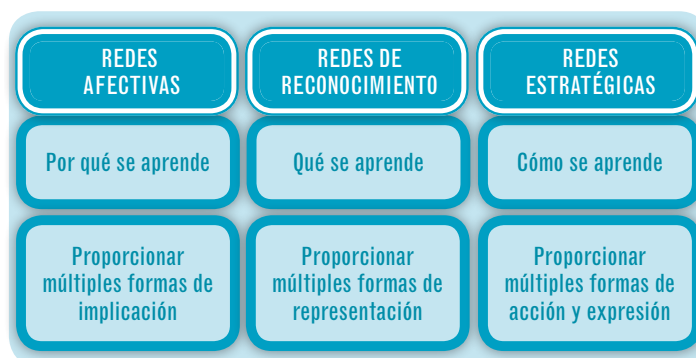 REDES
AFECTIVAS
REDES DE
RECONOCIMIENTO
REDES
ESTRATÉGICAS
Por qué se aprende
Qué se aprende
Cómo se aprende
Proporcionar
múltiples formas de
implicación
Proporcionar
múltiples formas de
representación
Proporcionar
múltiples formas de
acción y expresión